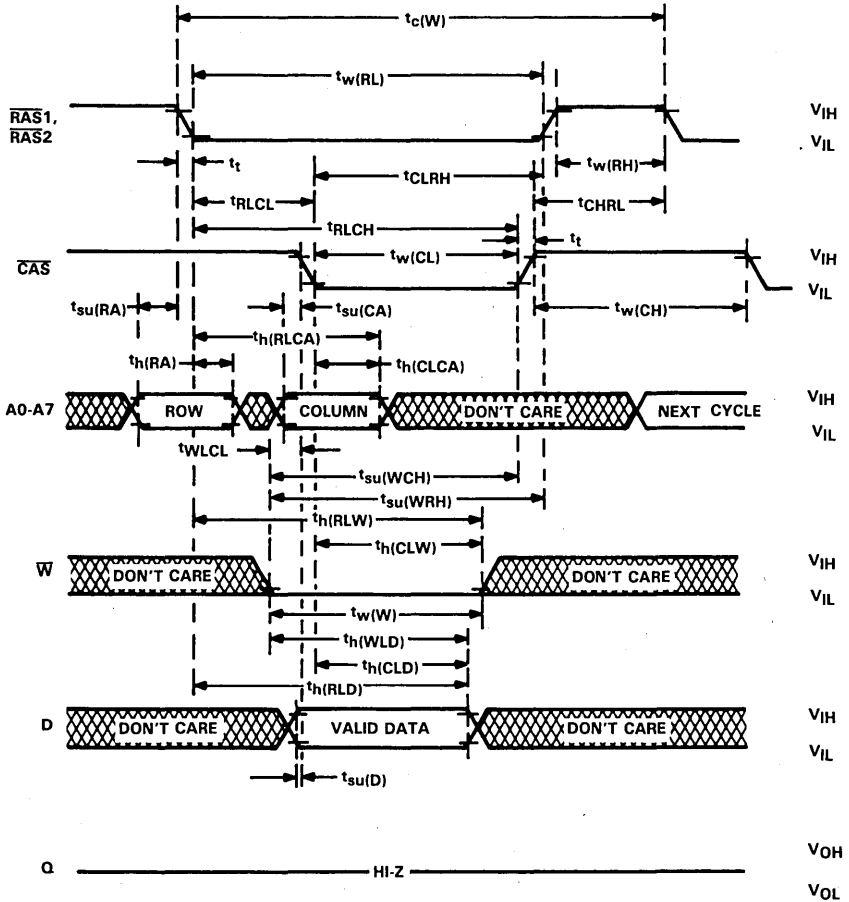 tc(W)
tw(RL)
RAS1,
RAS2
VIH
VIL
tt
tCLRH
tw(RH)
tRLCL
tCHRL
tRLCH
tt
CAS
tw(CL)
VIH
VIL
tsu(RA)
tsu(CA)
tw(CH)
th(RLCA)
th(RA)
th(CLCA)
A0-A7
ROW
COLUMN
DON'T CARE
NEXT CYCLE
VIH
VIL
tWLCL
tsu(WCH)
tsu(WRH)
th(RLW)
th(CLW)
W
DON'T CARE
DON'T CARE
VIH
VIL
tw(W)
th(WLD)
th(CLD)
th(RLD)
D
DON'T CARE
VALID DATA
DON'T CARE
VIH
VIL
tsu(D)
Q
HI-Z
VOH
VOL